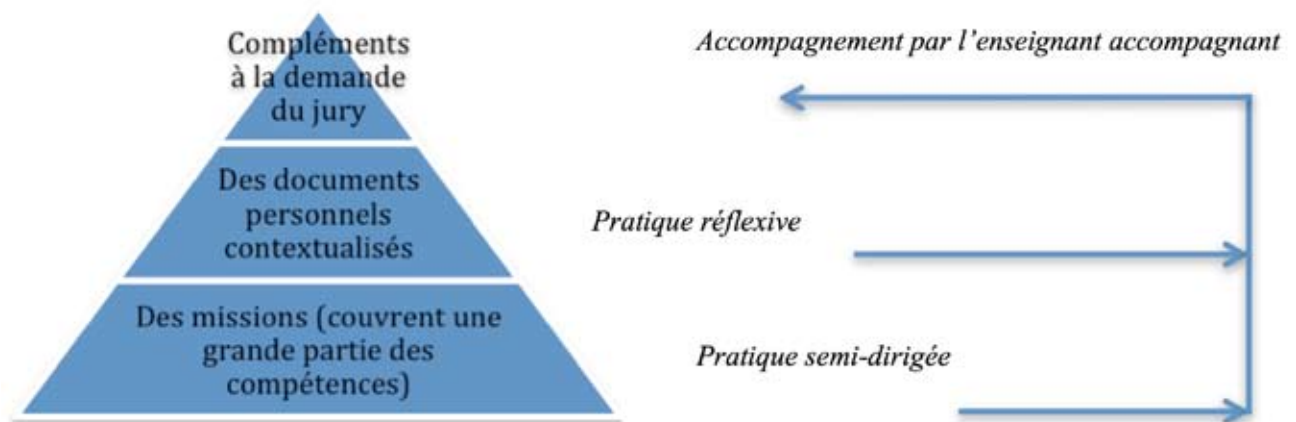 Compléments
à la demande
du jury
Accompagnement par l'enseignant accompagnant
Des documents
personnels
contextualisés
Pratique réflexive
Des missions (couvrent une
grande partie des
compétences)
Pratique semi-dirigée